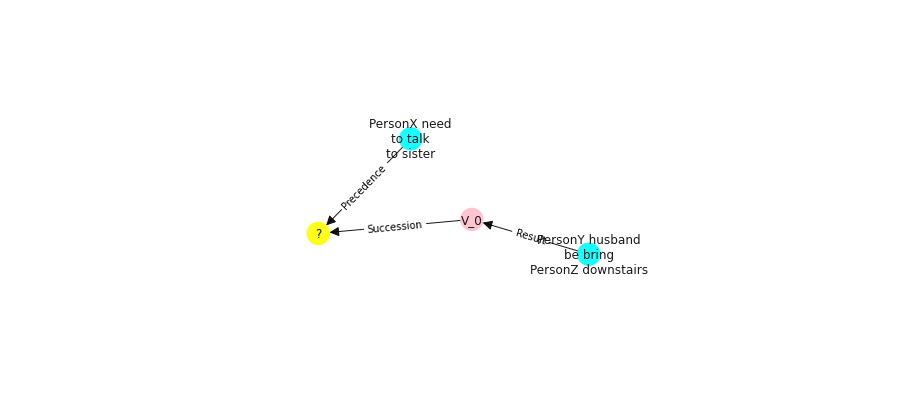 PersonX need
to talk
to sister
Precedence
V_0
Succession
?
Result
PersonY husband
be bring
PersonZ downstairs